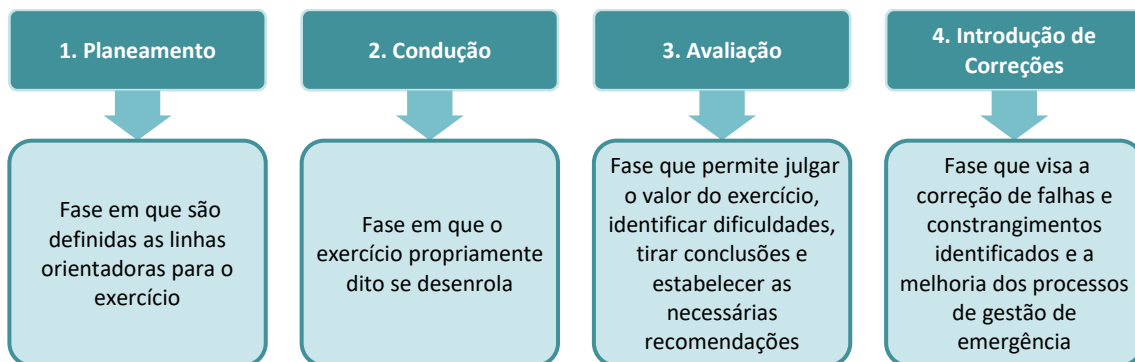 1. Planeamento
Fase em que são
definidas as linhas
orientadoras para o
exercício
2. Condução
Fase em que o
exercício propriamente
dito se desenrola
3. Avaliação
Fase que permite julgar
o valor do exercício,
identificar dificuldades,
tirar conclusões e
estabelecer as
necessárias
recomendações
4. Introdução de
Correções
Fase que visa a
correção de falhas e
constrangimentos
identificados e a
melhoria dos processos
de gestão de
emergência